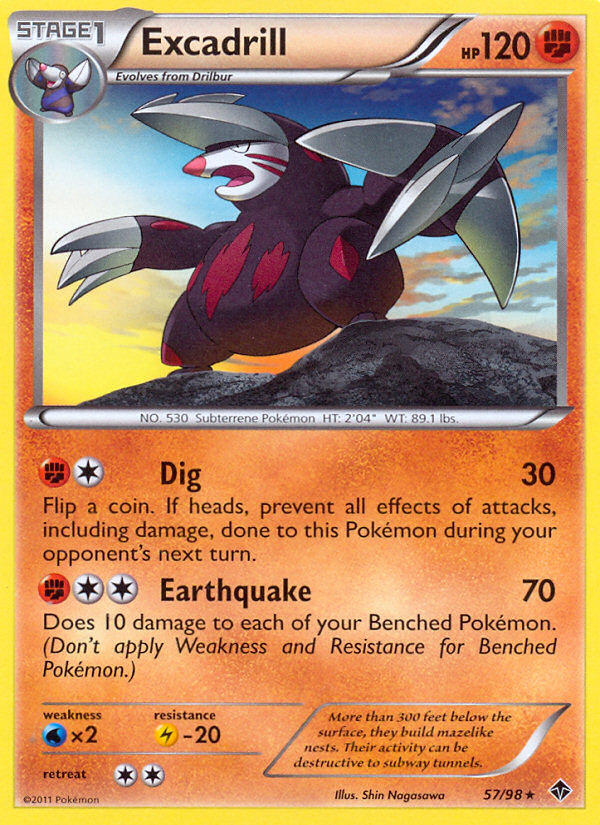 STAGE1
Excadrill
HP120
Evolves from Drilbur
NO. 530 Subterrene Pokémon HT: 2'04" WT: 89.1 lbs.
Dig 30
Flip a coin. If heads, prevent all effects of attacks,
including damage, done to this Pokémon during your
opponent's next turn.
Earthquake 70
Does 10 damage to each of your Benched Pokémon.
(Don't apply Weakness and Resistance for Benched
Pokémon.)
weakness
×2
resistance
-20
retreat
More than 300 feet below the
surface, they build mazelike
nests. Their activity can be
destructive to subway tunnels.
©2011 Pokémon
Illus. Shin Nagasawa
57/98 ★